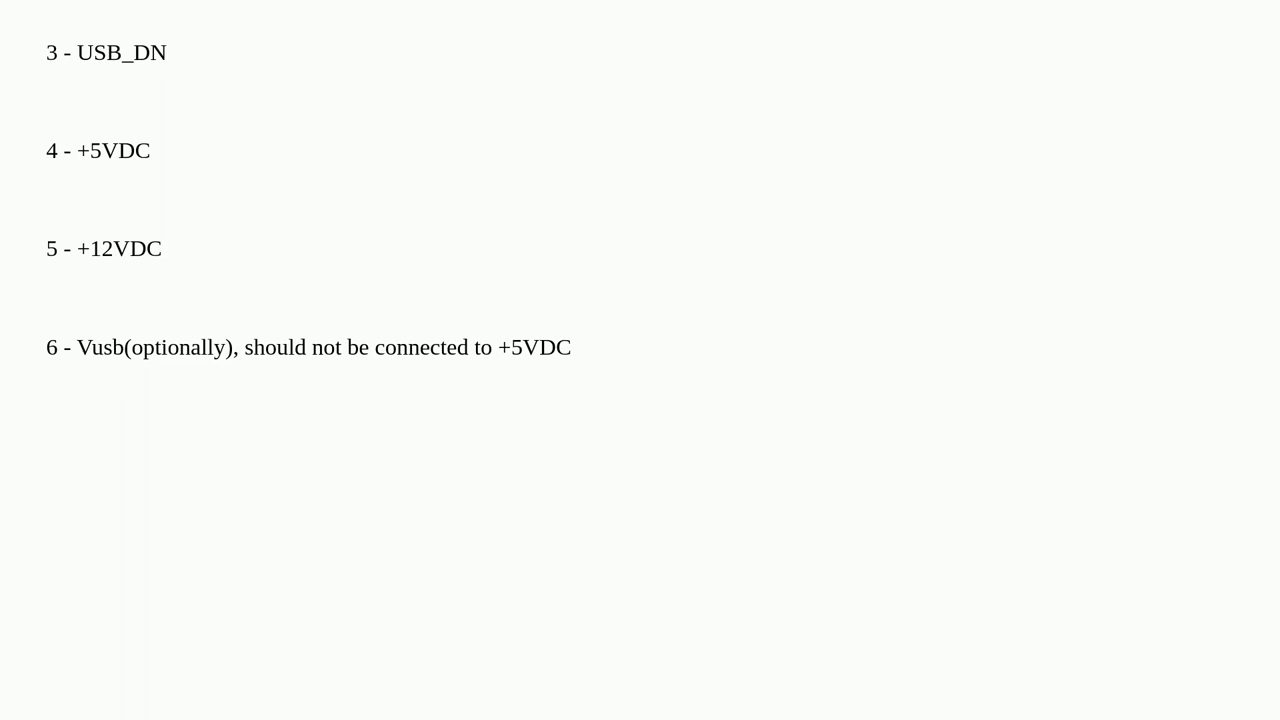 3 - USB_DN
4 - +5VDC
5 - +12VDC
6 - Vusb(optionally), should not be connected to +5VDC